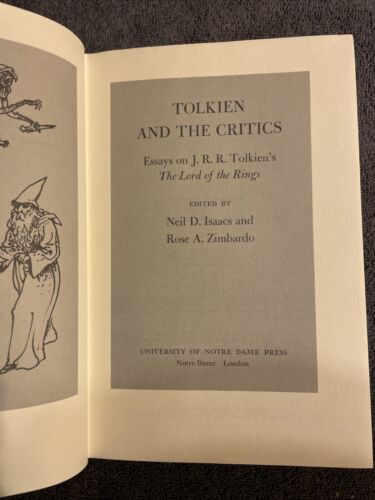 TOLKIEN
AND THE CRITICS
Essays on J. R. R. Tolkien's
The Lord of the Rings
EDITED BY
Neil D. Isaacs and
Rose A. Zimbardo
UNIVERSITY OF NOTRE DAME PRESS
Notre Dame London